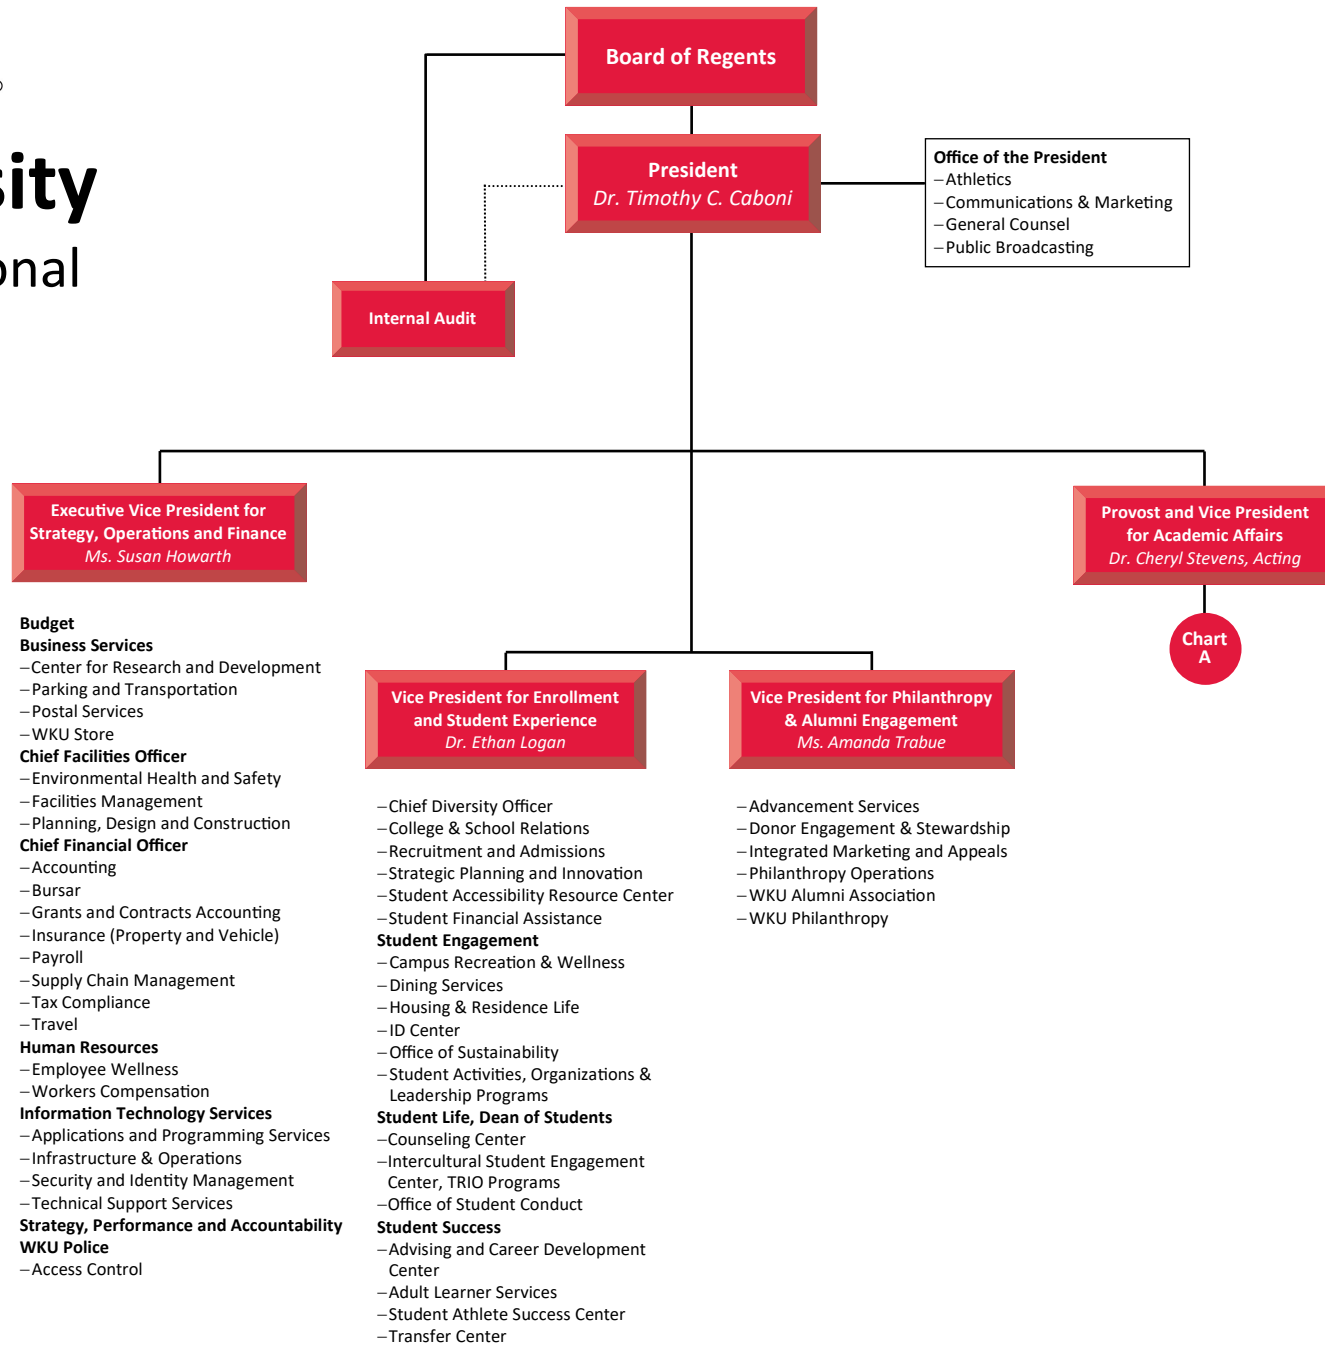 sity
onal
Board of Regents
President
Dr. Timothy C. Caboni
Office of the President
–Athletics
–Communications & Marketing
–General Counsel
–Public Broadcasting
Internal Audit
Executive Vice President for
Strategy, Operations and Finance
Ms. Susan Howarth
Provost and Vice President
for Academic Affairs
Dr. Cheryl Stevens, Acting
Chart
A
Budget
Business Services
–Center for Research and Development
–Parking and Transportation
–Postal Services
–WKU Store
Chief Facilities Officer
–Environmental Health and Safety
–Facilities Management
–Planning, Design and Construction
Chief Financial Officer
–Accounting
–Bursar
–Grants and Contracts Accounting
–Insurance (Property and Vehicle)
–Payroll
–Supply Chain Management
–Tax Compliance
–Travel
Human Resources
–Employee Wellness
–Workers Compensation
Information Technology Services
–Applications and Programming Services
–Infrastructure & Operations
–Security and Identity Management
–Technical Support Services
Strategy, Performance and Accountability
WKU Police
–Access Control
Vice President for Enrollment
and Student Experience
Dr. Ethan Logan
–Chief Diversity Officer
–College & School Relations
–Recruitment and Admissions
–Strategic Planning and Innovation
–Student Accessibility Resource Center
–Student Financial Assistance
Student Engagement
–Campus Recreation & Wellness
–Dining Services
–Housing & Residence Life
–ID Center
–Office of Sustainability
–Student Activities, Organizations &
Leadership Programs
Student Life, Dean of Students
–Counseling Center
–Intercultural Student Engagement
Center, TRIO Programs
–Office of Student Conduct
Student Success
–Advising and Career Development
Center
–Adult Learner Services
–Student Athlete Success Center
–Transfer Center
Vice President for Philanthropy
& Alumni Engagement
Ms. Amanda Trabue
–Advancement Services
–Donor Engagement & Stewardship
–Integrated Marketing and Appeals
–Philanthropy Operations
–WKU Alumni Association
–WKU Philanthropy